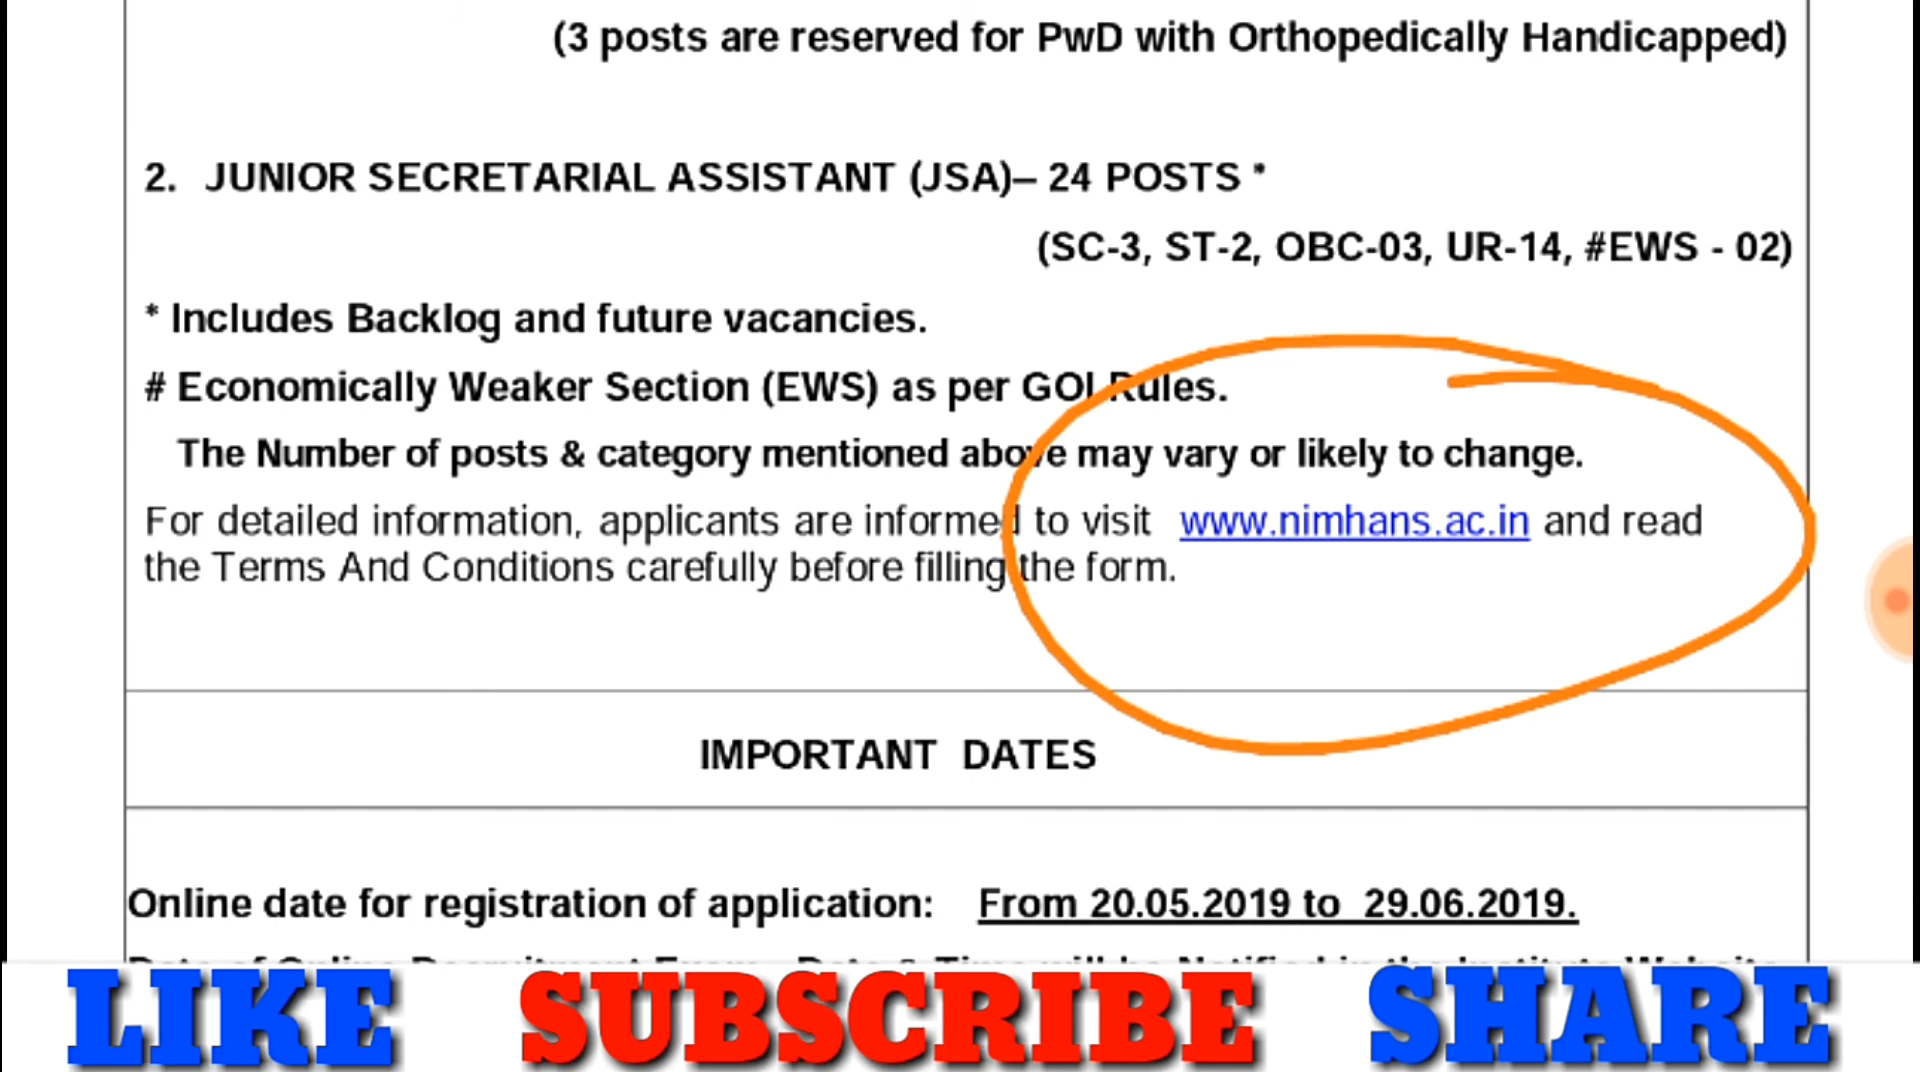 (3 posts are reserved for PwD with Orthopedically Handicapped)
2. JUNIOR SECRETARIAL ASSISTANT (JSA)– 24 POSTS *
(SC-3, ST-2, OBC-03, UR-14, #EWS - 02)
* Includes Backlog and future vacancies.
# Economically Weaker Section (EWS) as per GOI Rules.
The Number of posts & category mentioned above may vary or likely to change.
For detailed information, applicants are informed to visit www.nimhans.ac.in and read
the Terms And Conditions carefully before filling the form.
IMPORTANT DATES
Online date for registration of application: From 20.05.2019 to 29.06.2019.
LIKE SUBSCRIBE SHARE